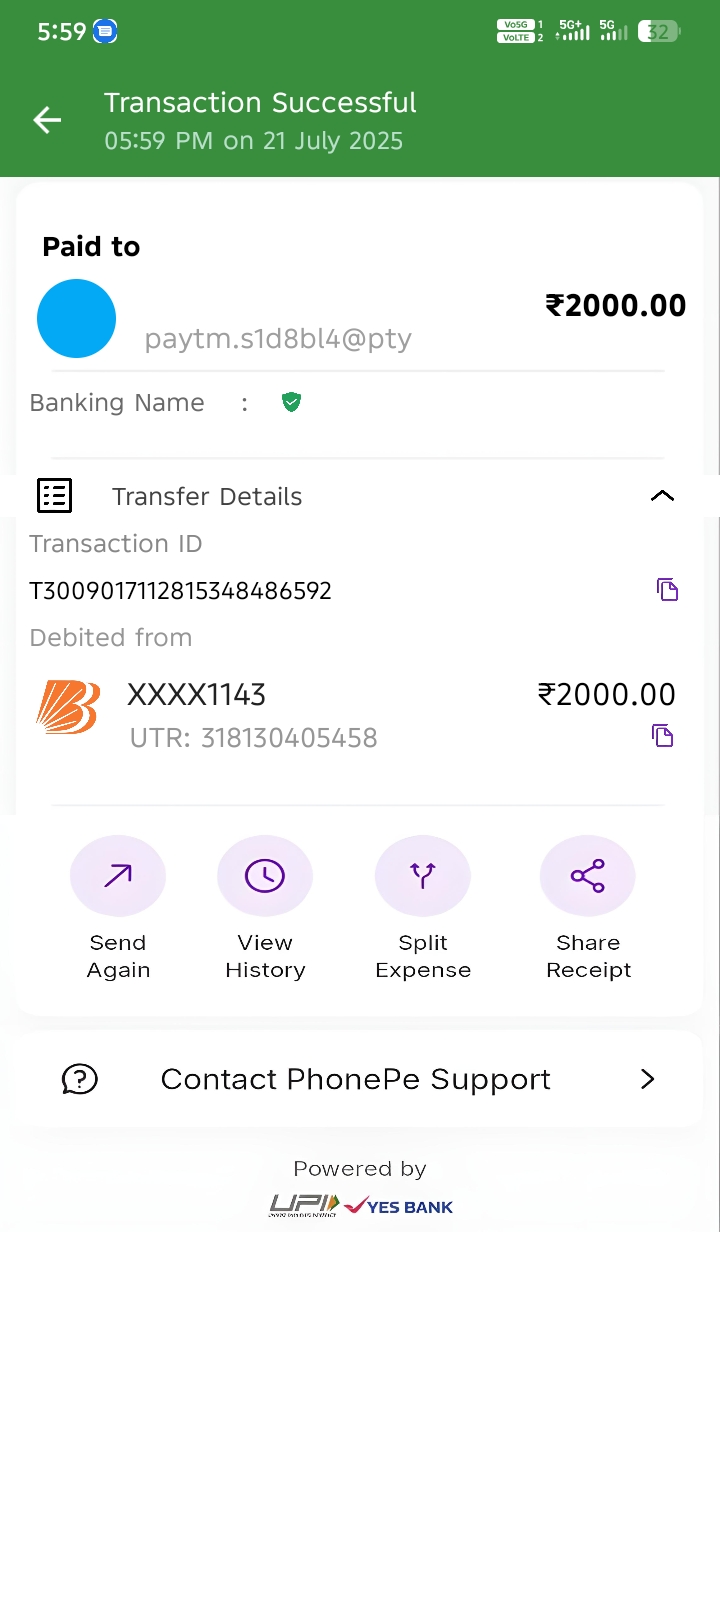 5:59
Vo5G 1 5G+ 5G 32
VoLTE 2
Transaction Successful
05:59 PM on 21 July 2025
Paid to
₹2000.00
paytm.s1d8bl4@pty
Banking Name :
Transfer Details
Transaction ID
T3009017112815348486592
Debited from
XXXX1143 ₹2000.00
UTR: 318130405458
Send Again
View History
Split Expense
Share Receipt
Contact PhonePe Support
Powered by
UPI YES BANK